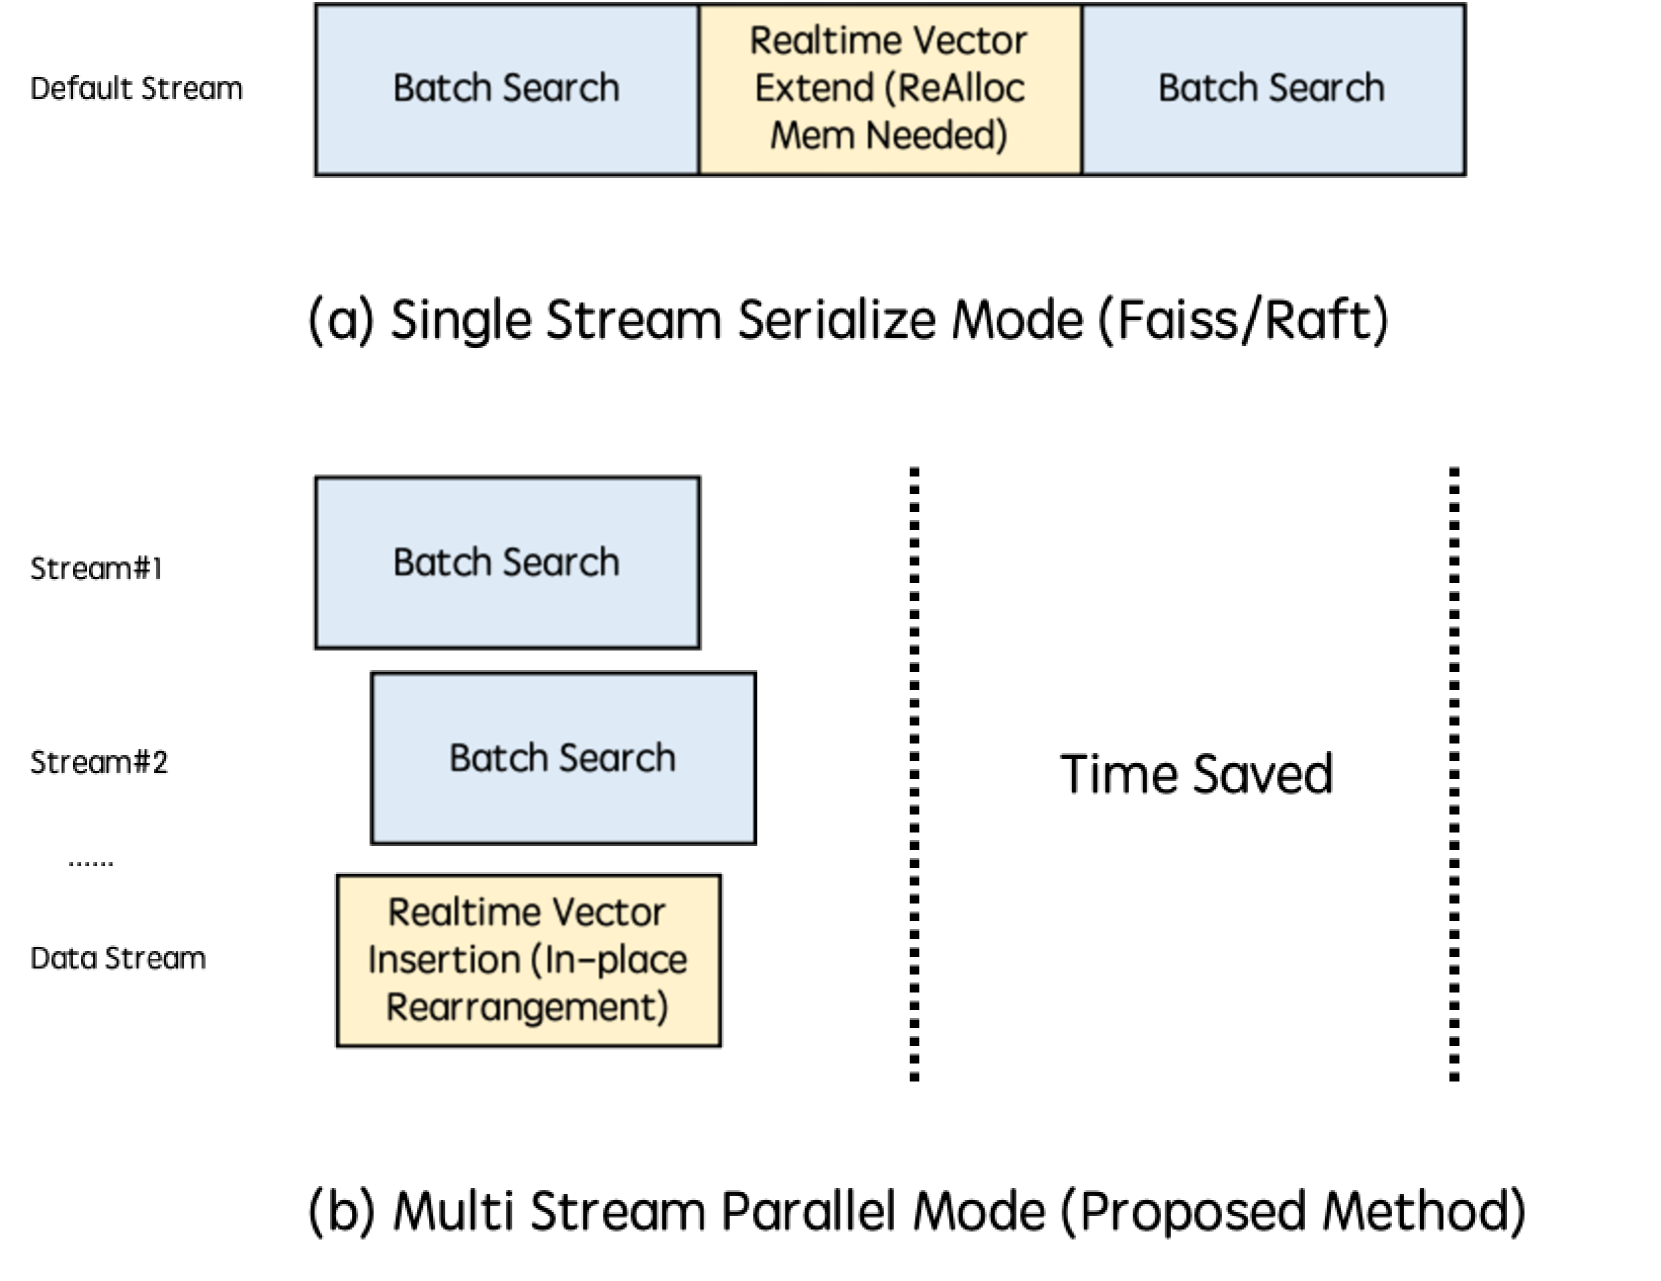 Default Stream
Batch Search
Realtime Vector
Extend (ReAlloc
Mem Needed)
Batch Search
(a) Single Stream Serialize Mode (Faiss/Raft)
Stream#1
Batch Search
Stream#2
Batch Search
......
Data Stream
Realtime Vector
Insertion (In-place
Rearrangement)
Time Saved
(b) Multi Stream Parallel Mode (Proposed Method)